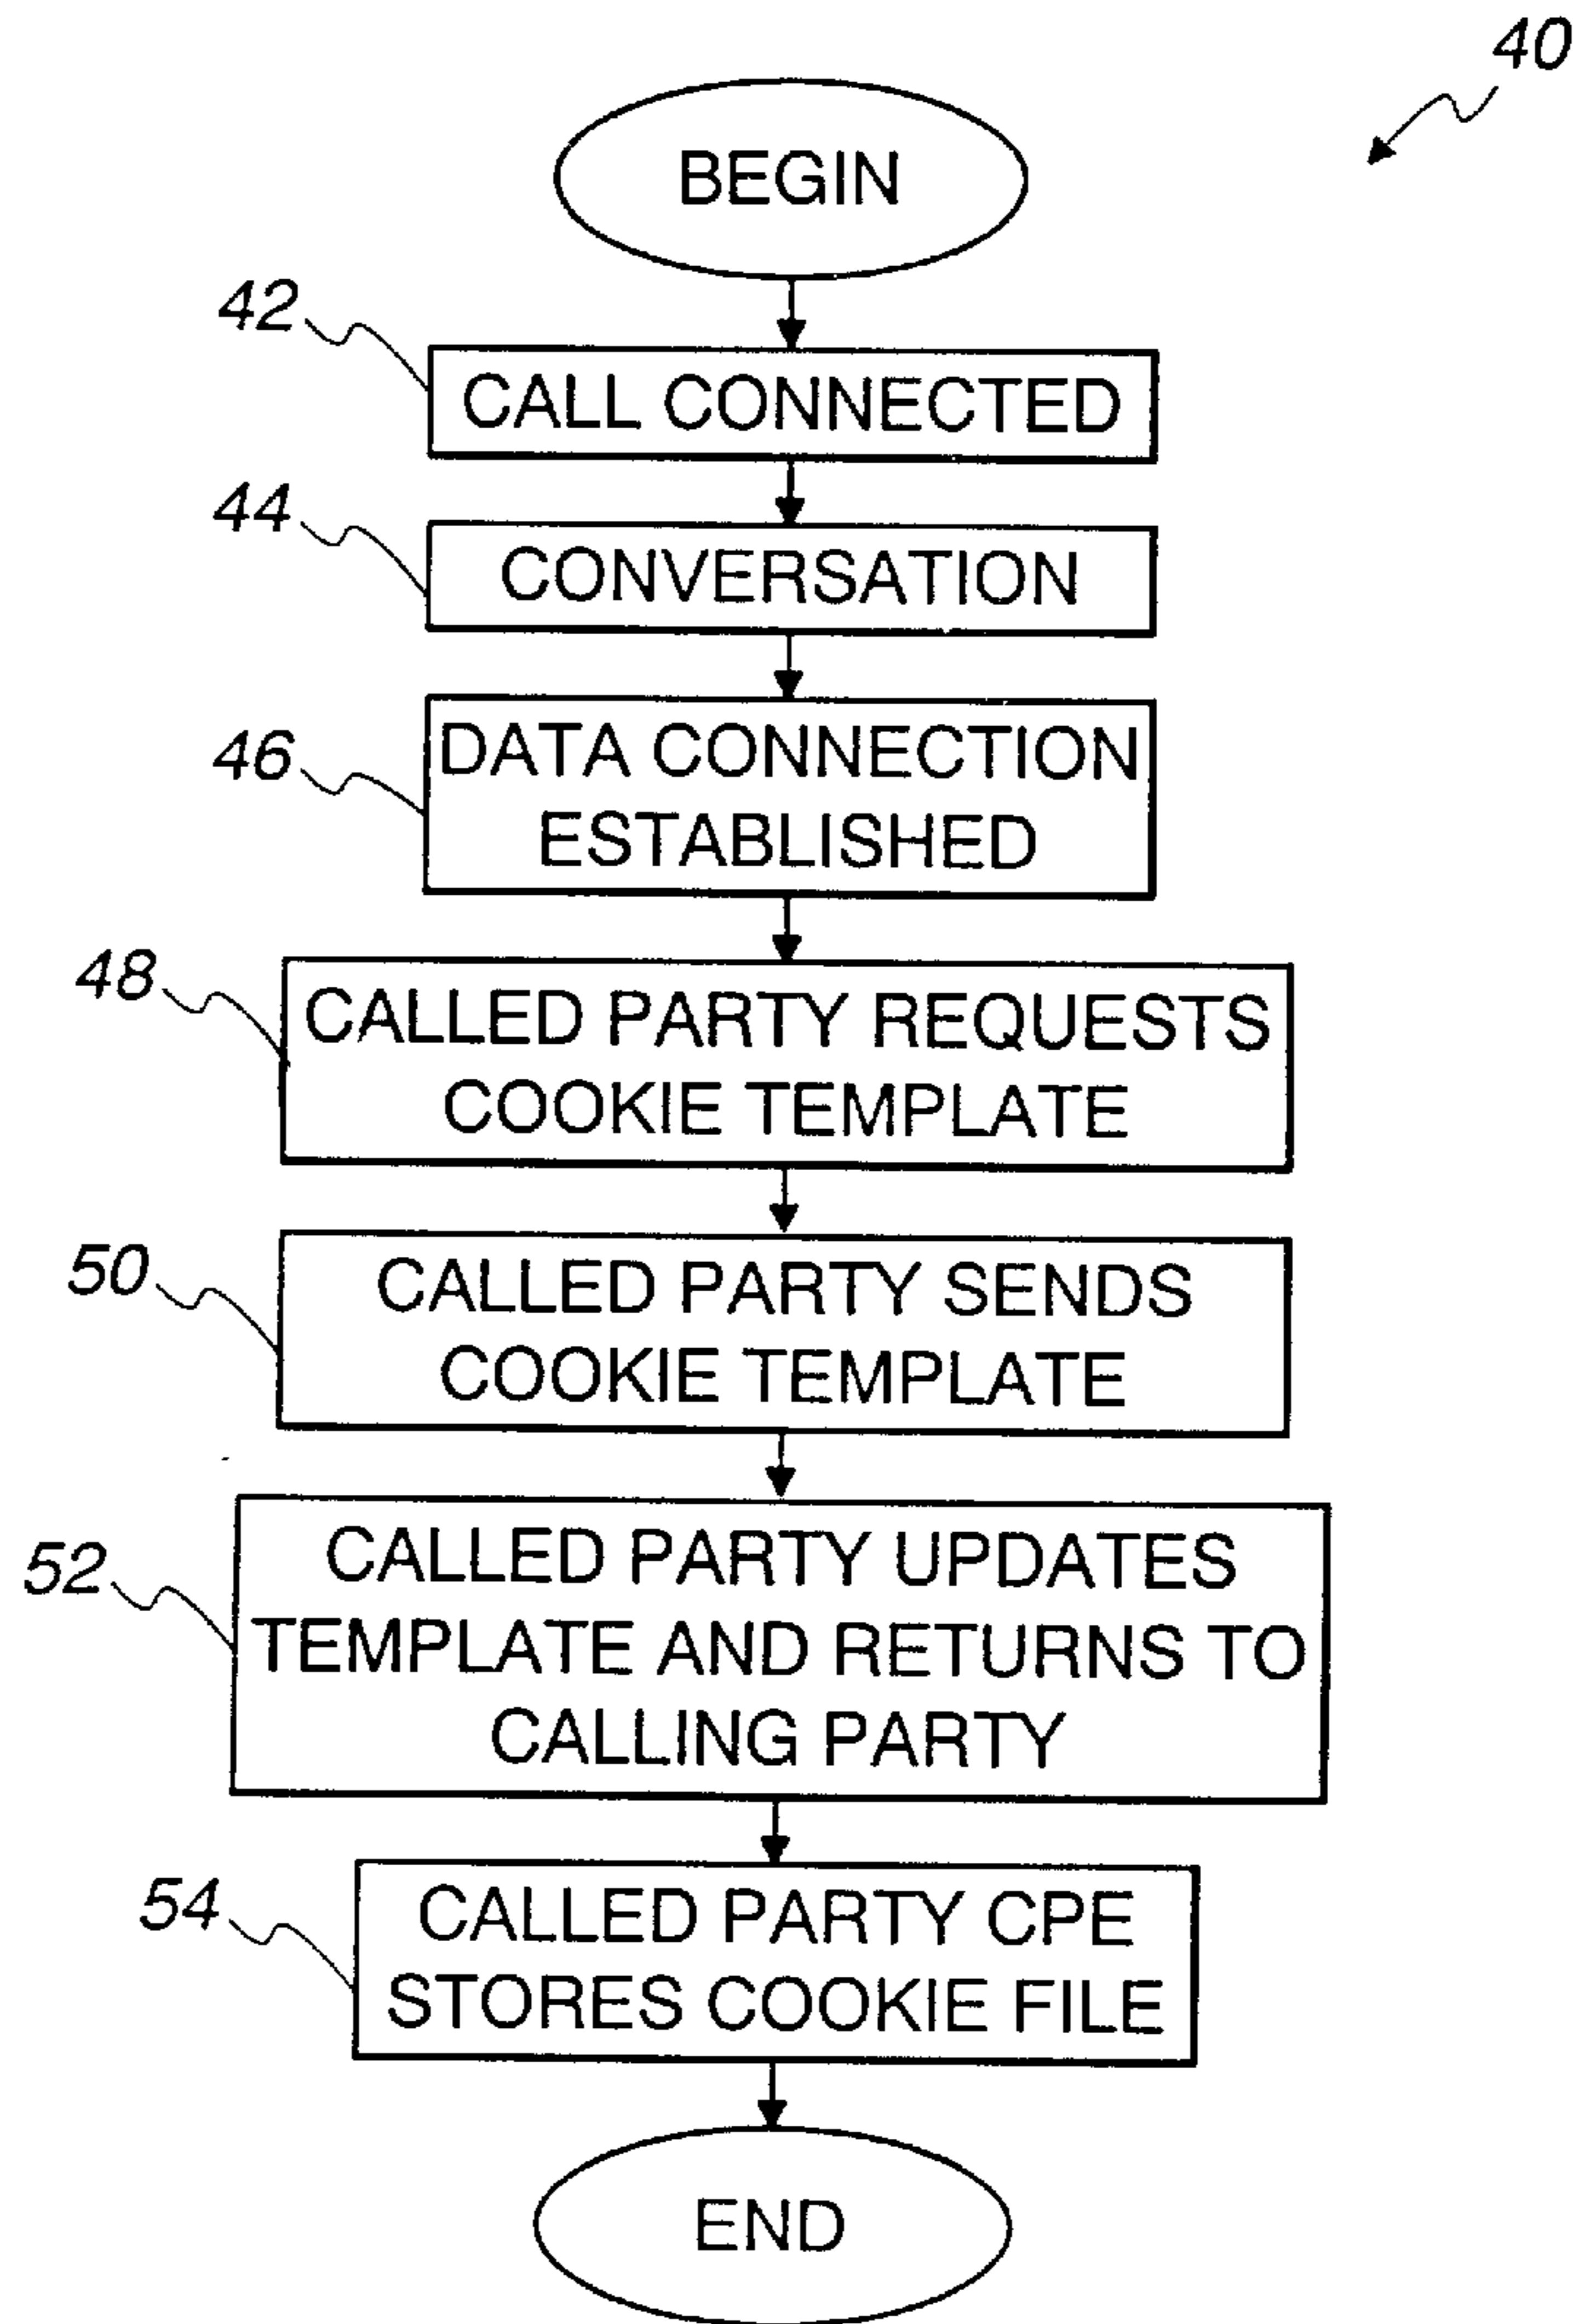 40
BEGIN
42
CALL CONNECTED
44
CONVERSATION
46
DATA CONNECTION
ESTABLISHED
48
CALLED PARTY REQUESTS
COOKIE TEMPLATE
50
CALLED PARTY SENDS
COOKIE TEMPLATE
52
CALLED PARTY UPDATES
TEMPLATE AND RETURNS TO
CALLING PARTY
54
CALLED PARTY CPE
STORES COOKIE FILE
END